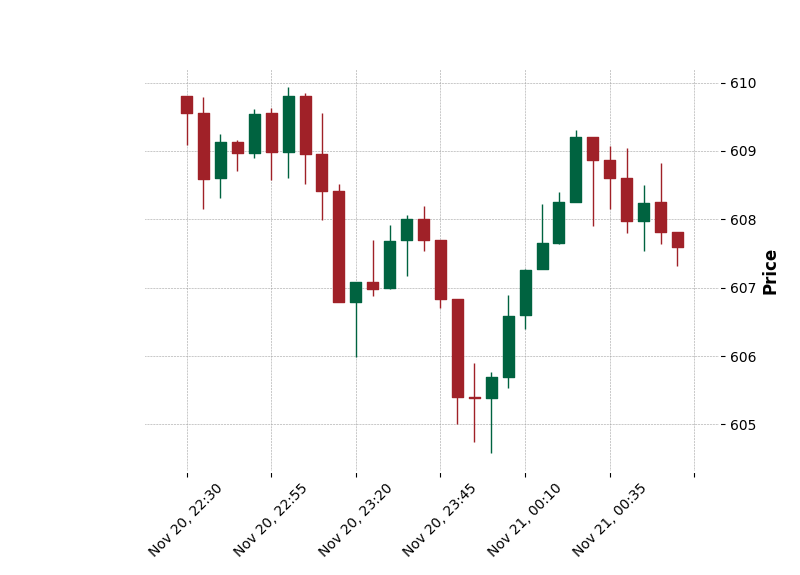 610
609
608
607
606
605
Price
Nov 20, 22:30
Nov 20, 22:55
Nov 20, 23:20
Nov 20, 23:45
Nov 21, 00:10
Nov 21, 00:35